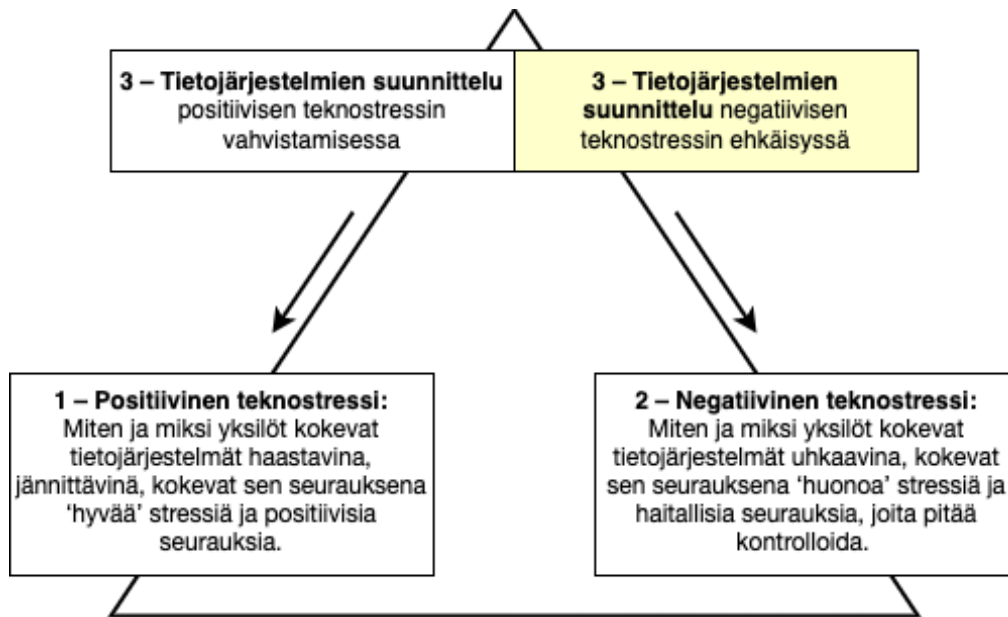 3 – Tietojärjestelmien suunnittelu
positiivisen teknostressin
vahvistamisessa
3 – Tietojärjestelmien
suunnittelu negatiivisen
teknostressin ehkäisyssä
1 – Positiivinen teknostressi:
Miten ja miksi yksilöt kokevat
tietojärjestelmät haastavina,
jännittävinä, kokevat sen seurauksena
‘hyvää’ stressiä ja positiivisia
seurauksia.
2 – Negatiivinen teknostressi:
Miten ja miksi yksilöt kokevat
tietojärjestelmät uhkaavina, kokevat
sen seurauksena ‘huonoa’ stressiä ja
haitallisia seurauksia, joita pitää
kontrolloida.